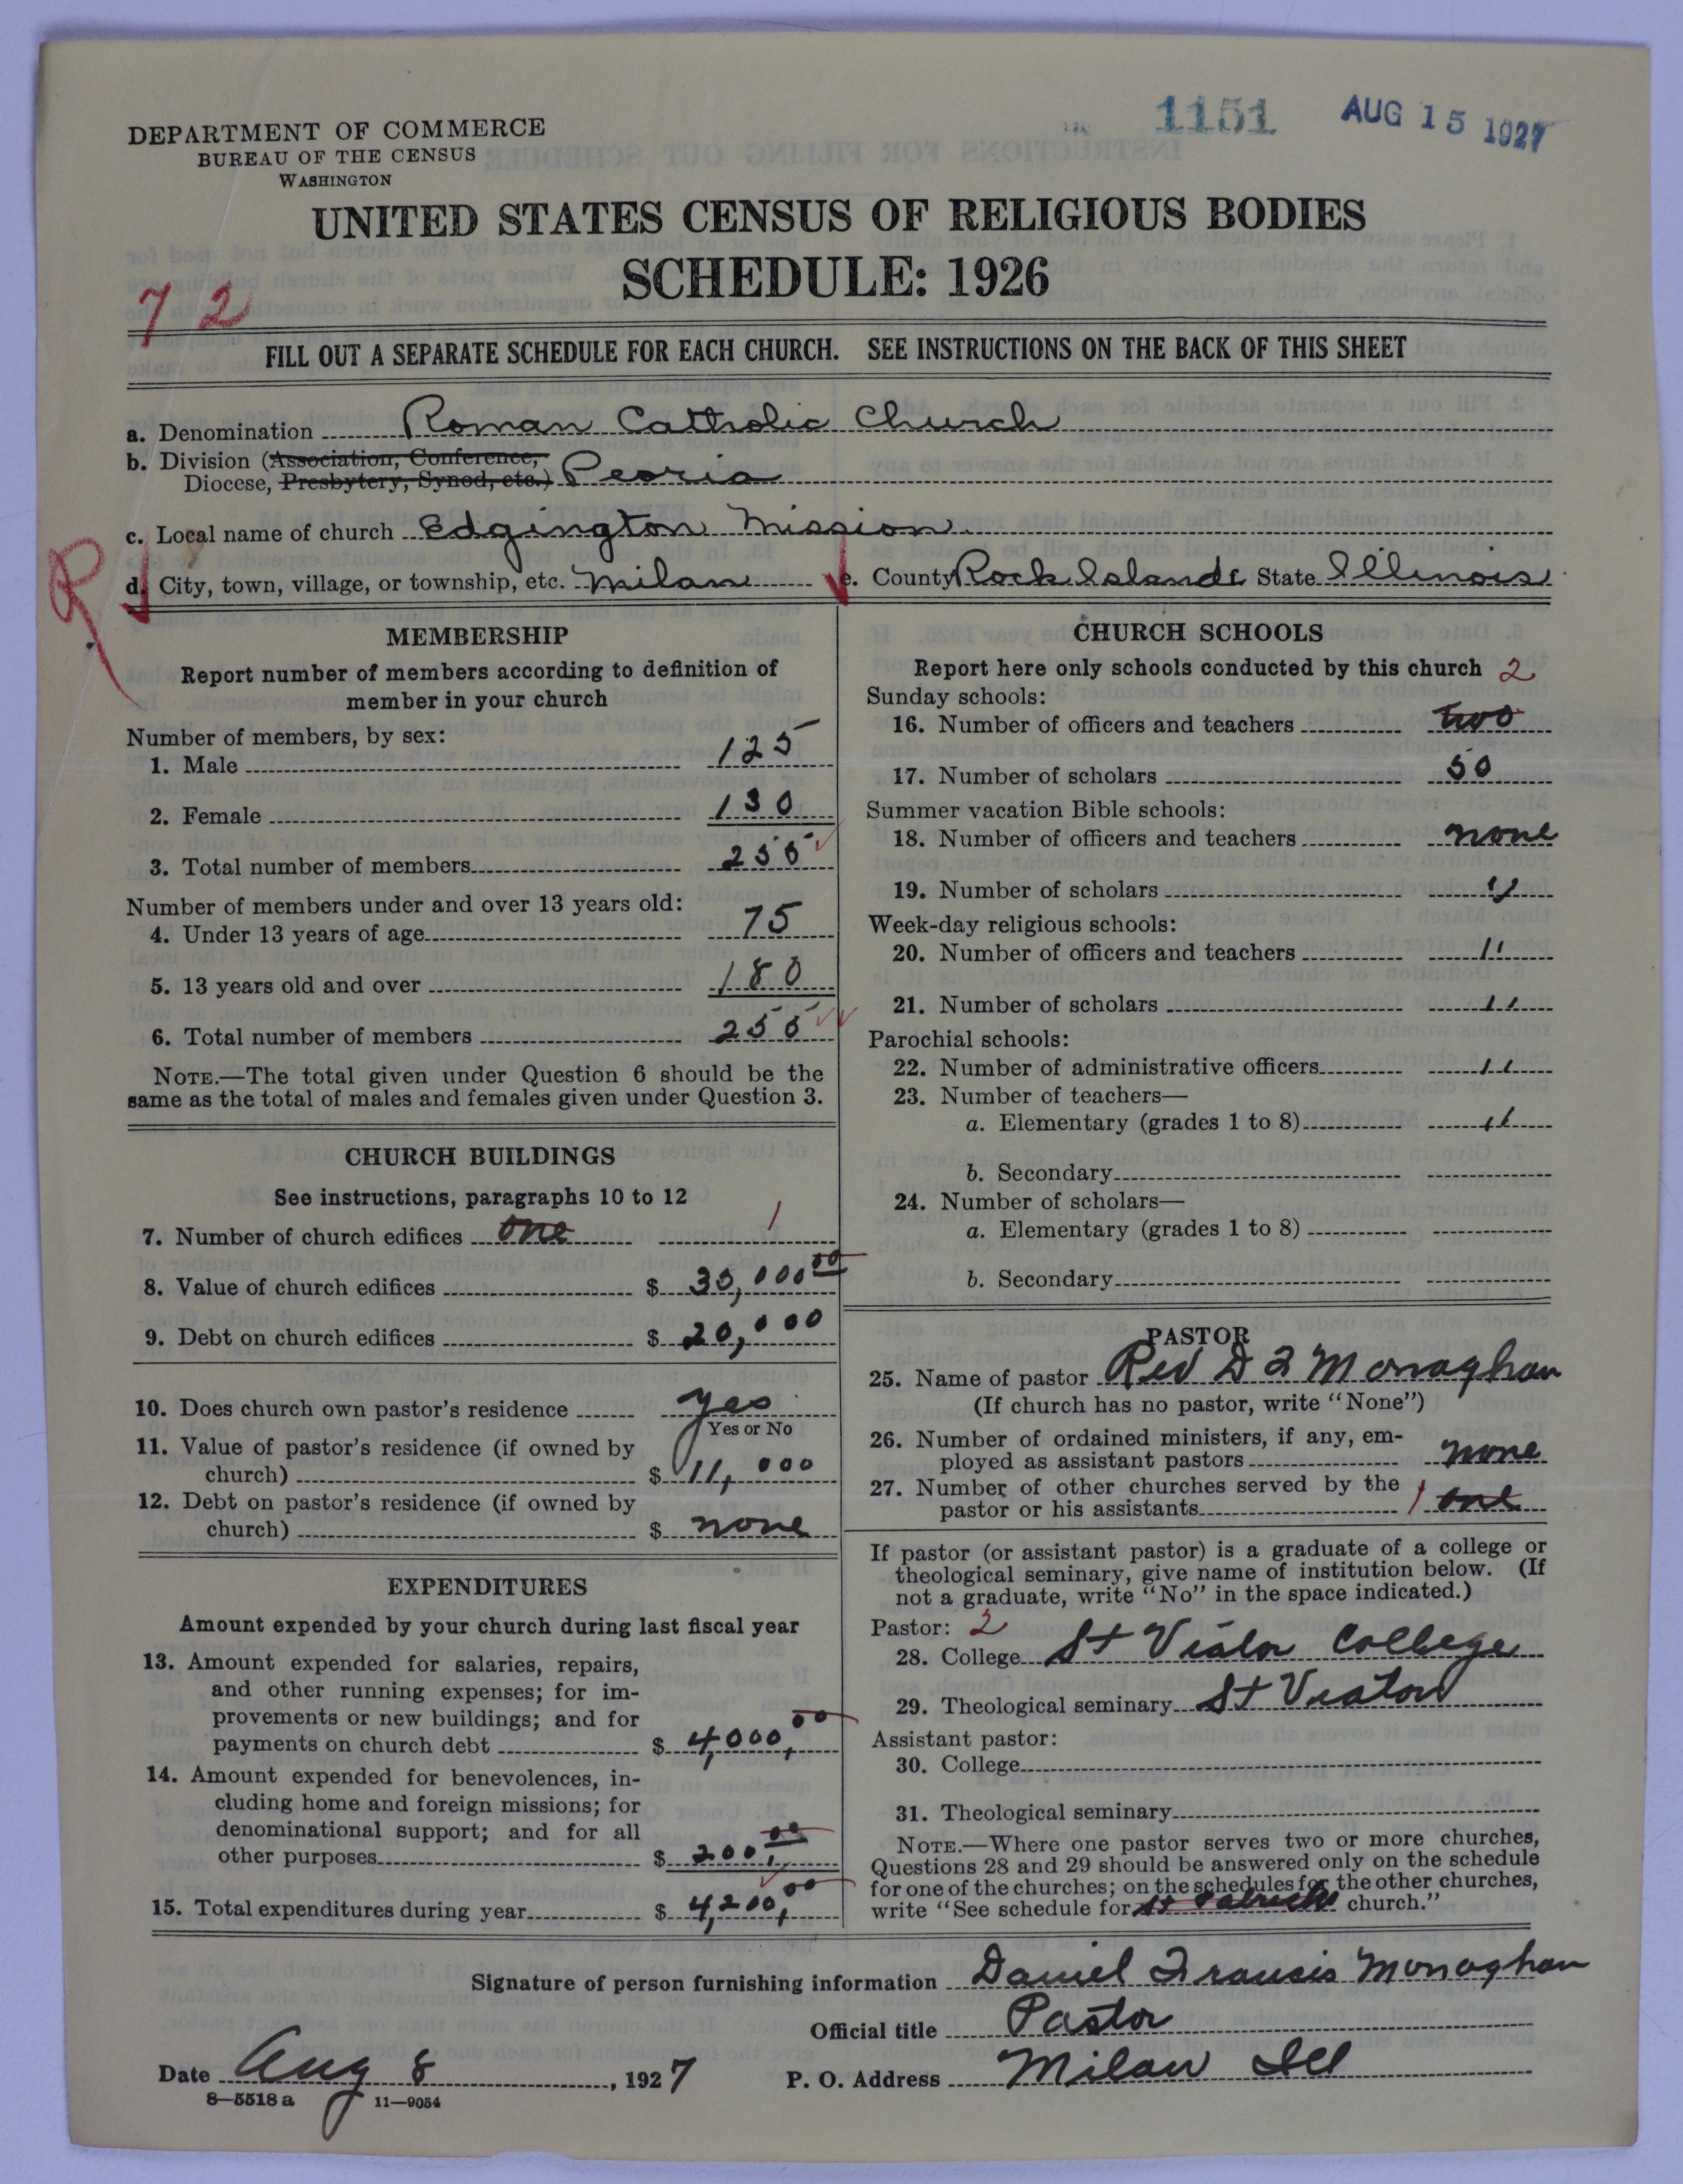 1151 AUG 15 1927
DEPARTMENT OF COMMERCE
BUREAU OF THE CENSUS
WASHINGTON
UNITED STATES CENSUS OF RELIGIOUS BODIES
SCHEDULE: 1926
72
FILL OUT A SEPARATE SCHEDULE FOR EACH CHURCH. SEE INSTRUCTIONS ON THE BACK OF THIS SHEET
a. Denomination Roman Catholic Church
b. Division (Association, Conference,
Diocese, Presbytery, Synod, etc.) Peoria
c. Local name of church Edgington Mission
R
d. City, town, village, or township, etc. Milan e. County Rock Island State Illinois
MEMBERSHIP
Report number of members according to definition of
member in your church
Number of members, by sex:
1. Male 125
2. Female 130
3. Total number of members 255
Number of members under and over 13 years old:
4. Under 13 years of age 75
5. 13 years old and over 180
6. Total number of members 255
NOTE.—The total given under Question 6 should be the
same as the total of males and females given under Question 3.
CHURCH BUILDINGS
See instructions, paragraphs 10 to 12
7. Number of church edifices one 1
8. Value of church edifices $ 35,000 00
9. Debt on church edifices $ 20,000
10. Does church own pastor's residence yes
Yes or No
11. Value of pastor's residence (if owned by
church) $ 11,000
12. Debt on pastor's residence (if owned by
church) $ none
EXPENDITURES
Amount expended by your church during last fiscal year
13. Amount expended for salaries, repairs,
and other running expenses; for im-
provements or new buildings; and for
payments on church debt $ 4,000,00
14. Amount expended for benevolences, in-
cluding home and foreign missions; for
denominational support; and for all
other purposes $ 200,00
15. Total expenditures during year $ 4,200,00
CHURCH SCHOOLS
Report here only schools conducted by this church 2
Sunday schools:
16. Number of officers and teachers two
17. Number of scholars 50
Summer vacation Bible schools:
18. Number of officers and teachers none
19. Number of scholars "
Week-day religious schools:
20. Number of officers and teachers "
21. Number of scholars "
Parochial schools:
22. Number of administrative officers "
23. Number of teachers—
a. Elementary (grades 1 to 8) "
b. Secondary
24. Number of scholars—
a. Elementary (grades 1 to 8)
b. Secondary
PASTOR
25. Name of pastor Rev D F Monaghan
(If church has no pastor, write "None")
26. Number of ordained ministers, if any, em-
ployed as assistant pastors none
27. Number of other churches served by the
pastor or his assistants 1 one
If pastor (or assistant pastor) is a graduate of a college or
theological seminary, give name of institution below. (If
not a graduate, write "No" in the space indicated.)
Pastor: 2
28. College St Viator College
29. Theological seminary St Viator
Assistant pastor:
30. College
31. Theological seminary
NOTE.—Where one pastor serves two or more churches,
Questions 28 and 29 should be answered only on the schedule
for one of the churches; on the schedules for the other churches,
write "See schedule for St Patricks church."
Signature of person furnishing information Daniel Francis Monaghan
Official title Pastor
Date Aug 8, 1927 P. O. Address Milan Ill
8—5518 a 11—9054